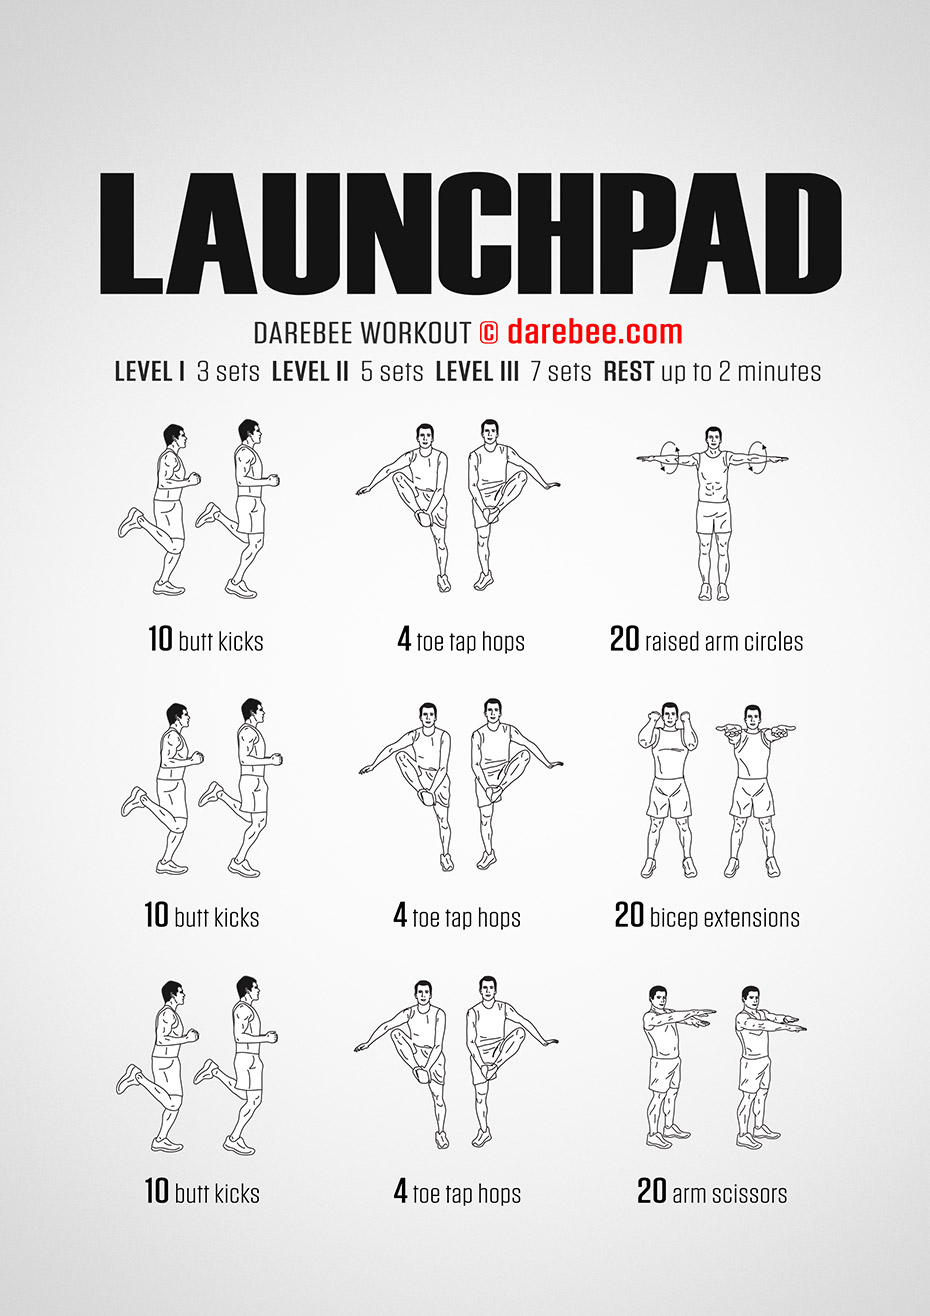 LAUNCHPAD
DAREBEE WORKOUT © darebee.com
LEVEL I 3 sets LEVEL II 5 sets LEVEL III 7 sets REST up to 2 minutes
10 butt kicks
4 toe tap hops
20 raised arm circles
10 butt kicks
4 toe tap hops
20 bicep extensions
10 butt kicks
4 toe tap hops
20 arm scissors